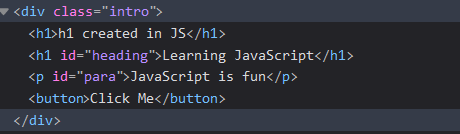 <div class="intro">
<h1>h1 created in JS</h1>
<h1 id="heading">Learning JavaScript</h1>
<p id="para">JavaScript is fun</p>
<button>Click Me</button>
</div>